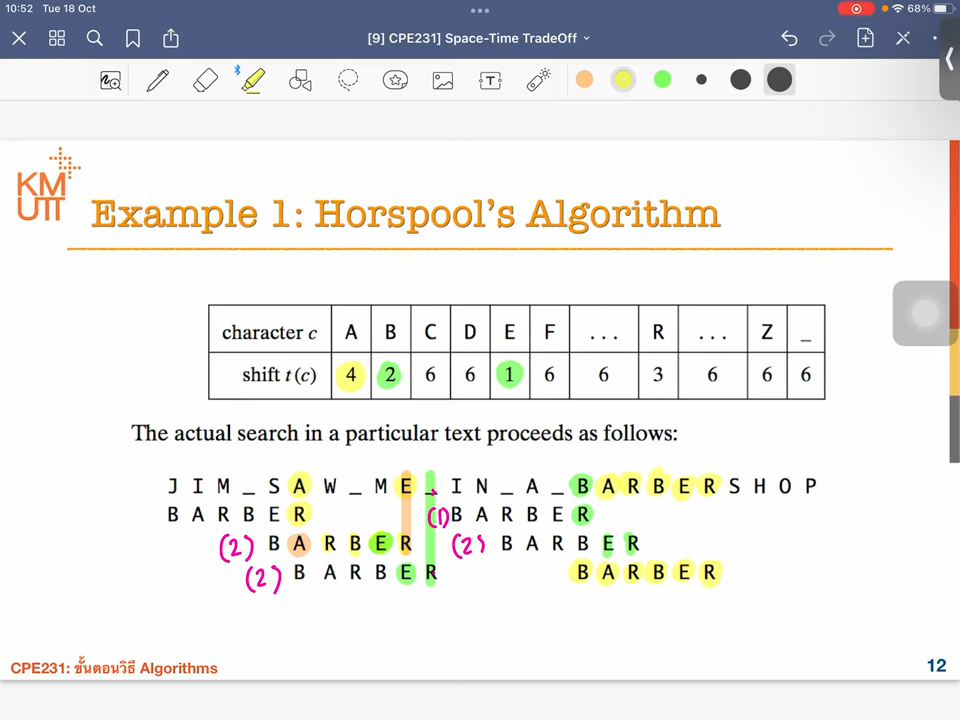 10:52 Tue 18 Oct
68%
[9] CPE231] Space-Time TradeOff
KM
UTT
Example 1: Horspool's Algorithm
character c A B C D E F ... R ... Z _
shift t(c) 4 2 6 6 1 6 6 3 6 6 6
The actual search in a particular text proceeds as follows:
J I M _ S A W _ M E _ I N _ A _ B A R B E R S H O P
B A R B E R (1) B A R B E R
(2) B A R B E R (2) B A R B E R
(2) B A R B E R B A R B E R
CPE231: ขั้นตอนวิธี Algorithms
12